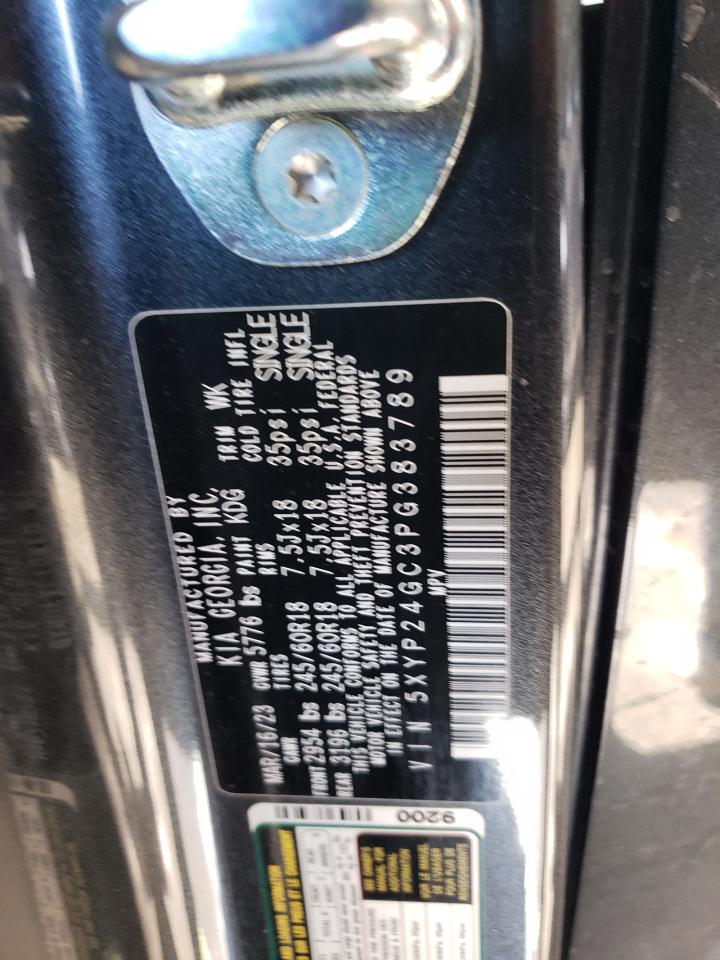 MANUFACTURED BY
KIA GEORGIA, INC.
MAR/16/23 GVWR 5776 lbs PAINT KDG TRIM WK
GAWR TIRES RIMS COLD TIRE INFL
FRONT 2954 lbs 245/60R18 7.5Jx18 35psi SINGLE
REAR 3196 lbs 245/60R18 7.5Jx18 35psi SINGLE
THIS VEHICLE CONFORMS TO ALL APPLICABLE U.S.A. FEDERAL
MOTOR VEHICLE SAFETY AND THEFT PREVENTION STANDARDS
IN EFFECT ON THE DATE OF MANUFACTURE SHOWN ABOVE
VIN 5XYP24GC3PG383789
MPV
9200